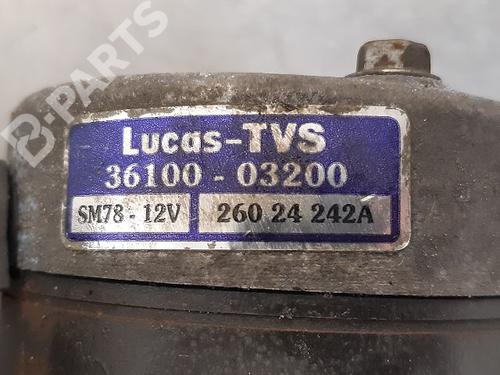 B-PARTS
Lucas-TVS
36100 - 03200
SM78 - 12V 260 24 242A